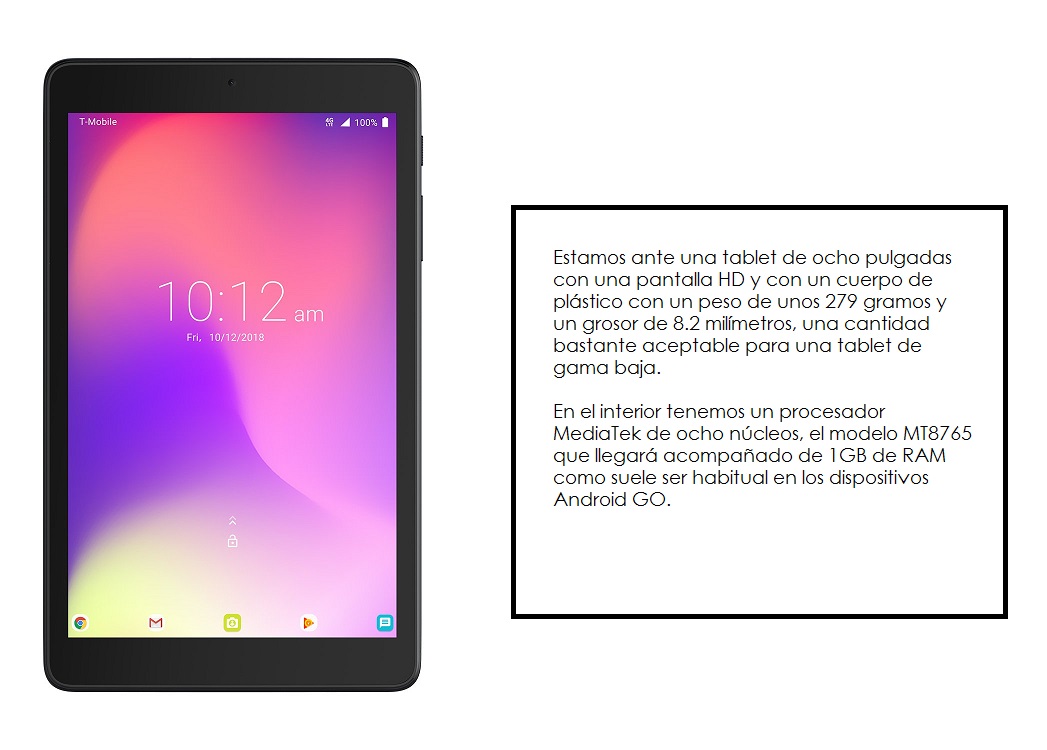 T-Mobile
4G LTE 100%
10:12 am
Fri, 10/12/2018
Estamos ante una tablet de ocho pulgadas
con una pantalla HD y con un cuerpo de
plástico con un peso de unos 279 gramos y
un grosor de 8.2 milímetros, una cantidad
bastante aceptable para una tablet de
gama baja.
En el interior tenemos un procesador
MediaTek de ocho núcleos, el modelo MT8765
que llegará acompañado de 1GB de RAM
como suele ser habitual en los dispositivos
Android GO.